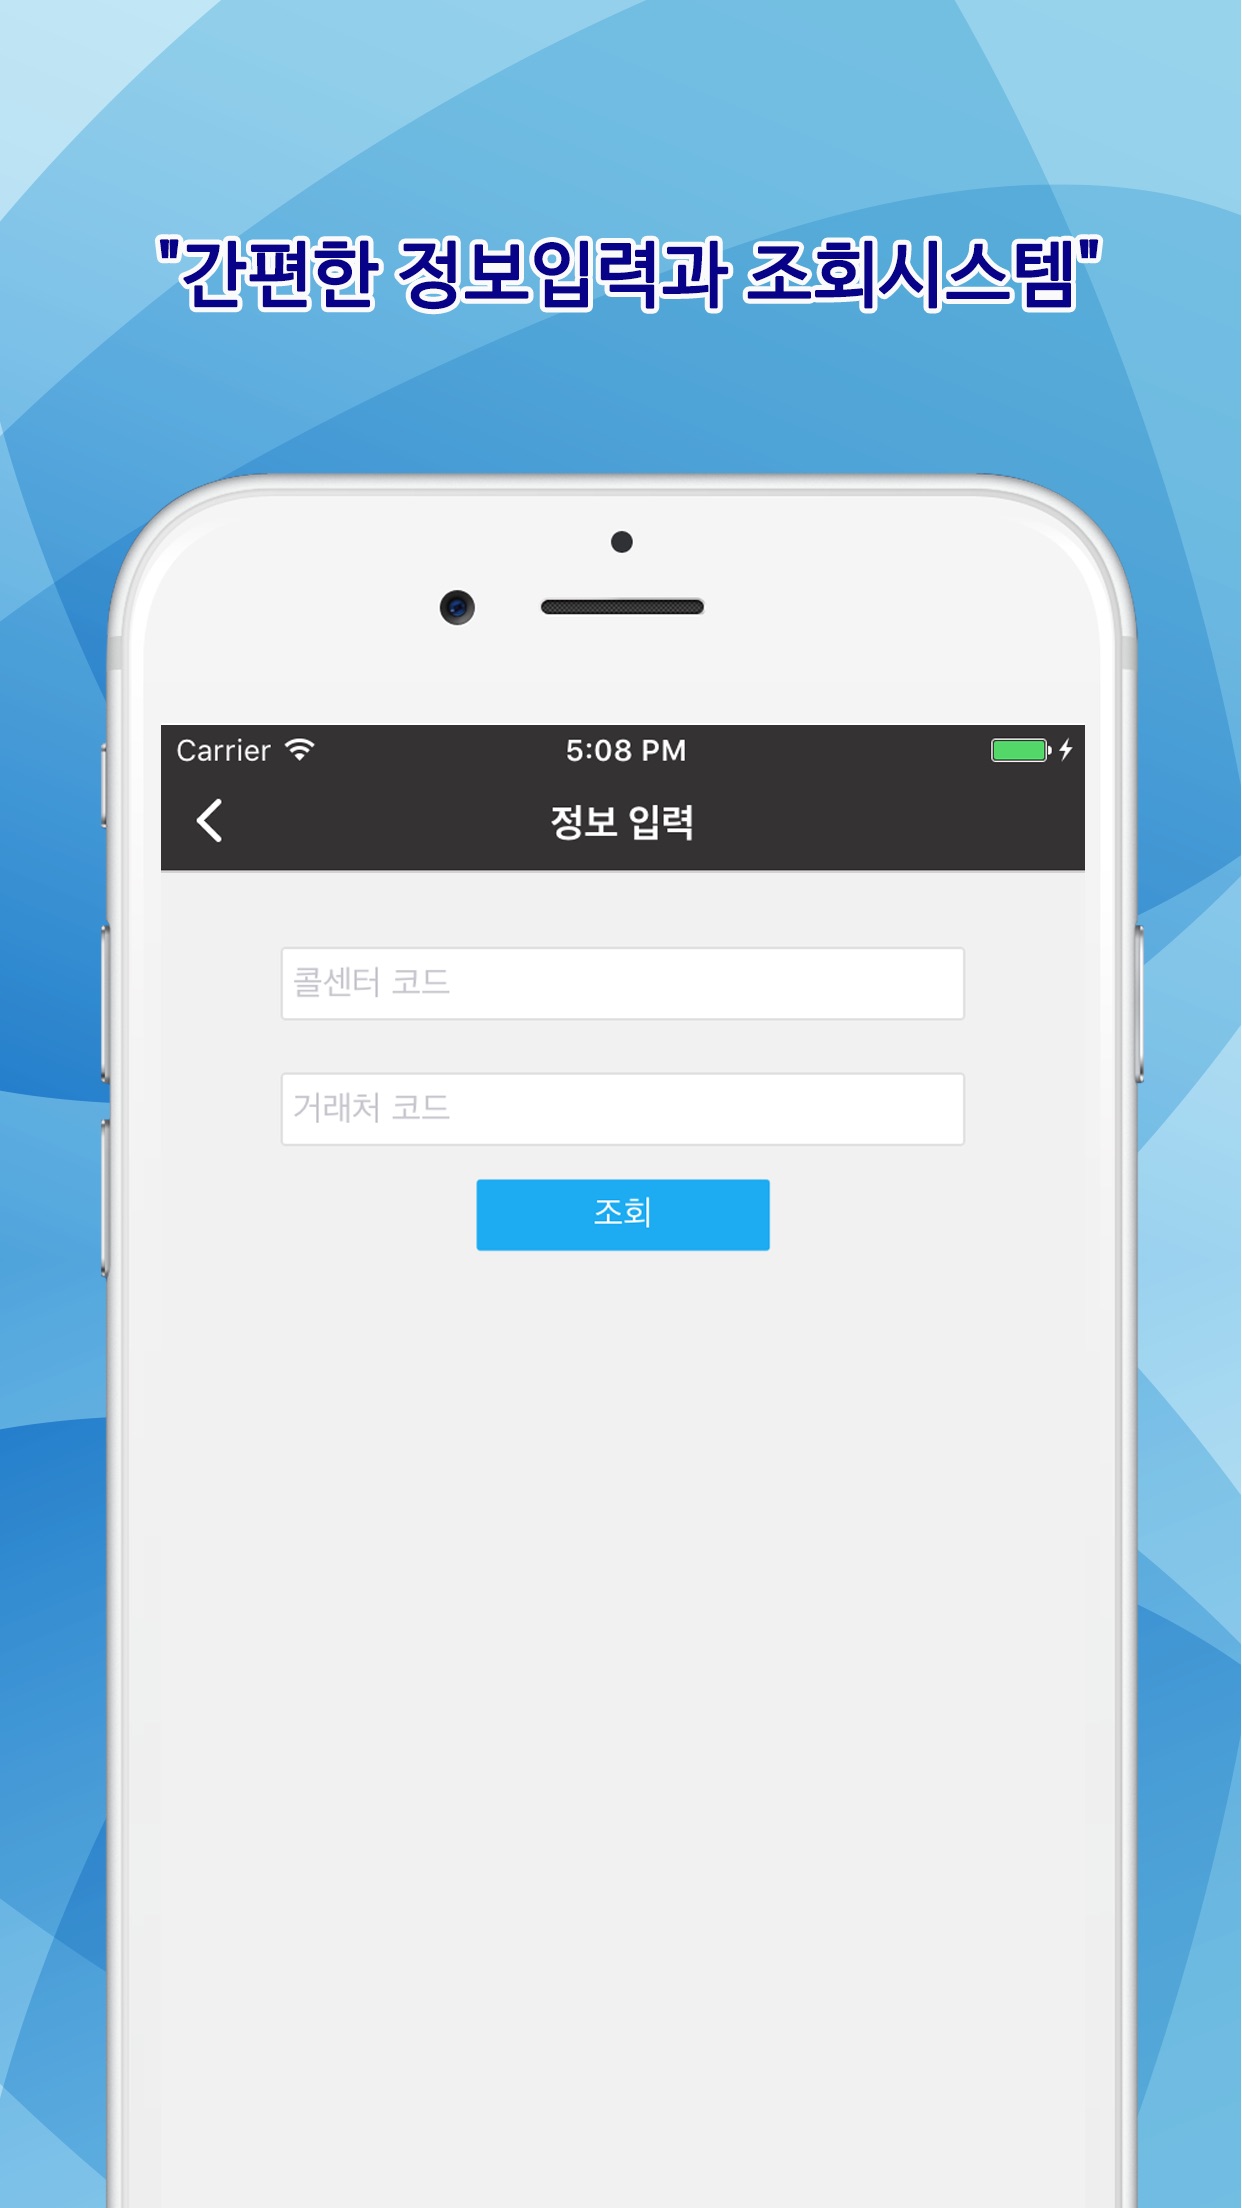 "간편한 정보입력과 조회시스템"
Carrier 5:08 PM
정보 입력
콜센터 코드
거래처 코드
조회